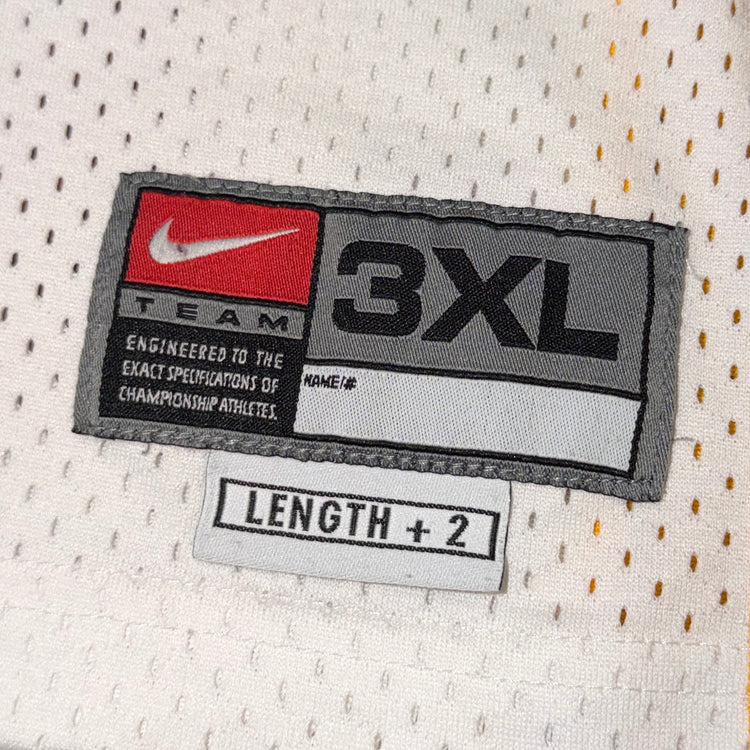 TEAM
ENGINEERED TO THE
EXACT SPECIFICATIONS OF
CHAMPIONSHIP ATHLETES.
3XL
NAME/#
LENGTH + 2